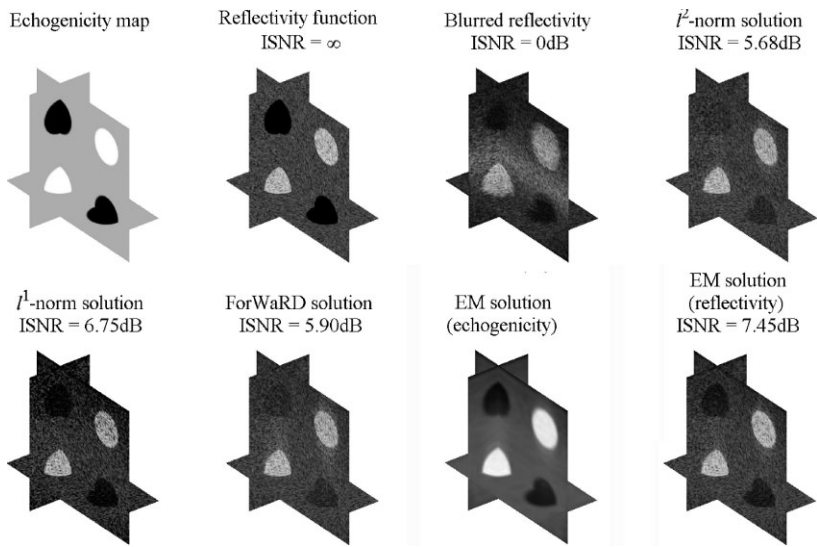 Echogenicity map
Reflectivity function
ISNR = ∞
Blurred reflectivity
ISNR = 0dB
l²-norm solution
ISNR = 5.68dB
l¹-norm solution
ISNR = 6.75dB
ForWaRD solution
ISNR = 5.90dB
EM solution
(echogenicity)
EM solution
(reflectivity)
ISNR = 7.45dB